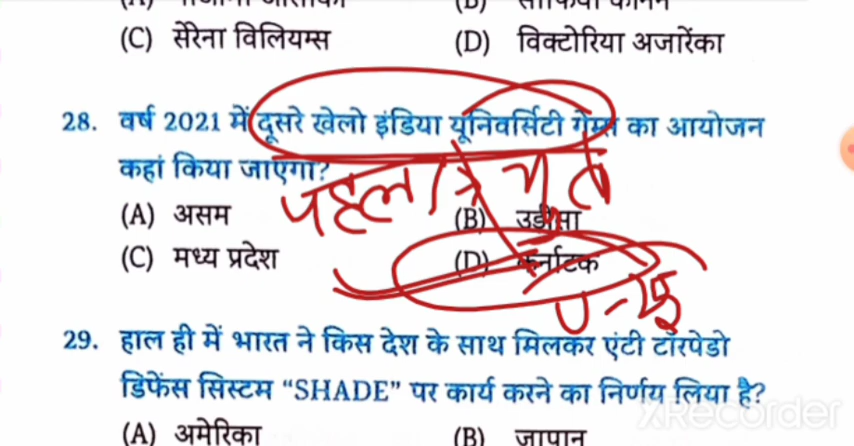 (C) सेरेना विलियम्स (D) विक्टोरिया अजारेंका
28. वर्ष 2021 में दूसरे खेलो इंडिया यूनिवर्सिटी गेम्स का आयोजन
कहां किया जाएगा?
पहला
(A) असम (B) उड़ीसा
(C) मध्य प्रदेश (D) कर्नाटक
29. हाल ही में भारत ने किस देश के साथ मिलकर एंटी टॉरपेडो
डिफेंस सिस्टम “SHADE” पर कार्य करने का निर्णय लिया है?
XRecorder
(A) अमेरिका (B) जापान